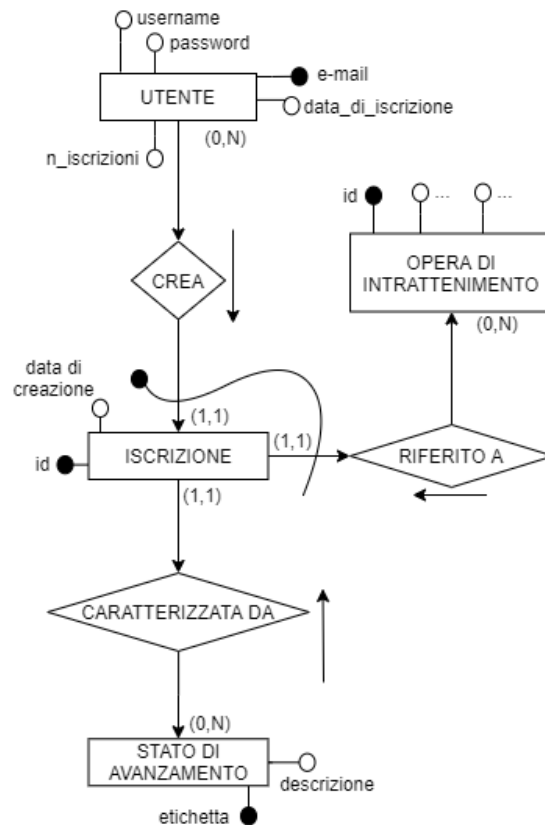 username
password
e-mail
UTENTE
data_di_iscrizione
(0,N)
n_iscrizioni
id
...
...
OPERA DI
INTRATTENIMENTO
(0,N)
CREA
data di
creazione
(1,1)
(1,1)
ISCRIZIONE
id
(1,1)
RIFERITO A
CARATTERIZZATA DA
(0,N)
STATO DI
AVANZAMENTO
descrizione
etichetta